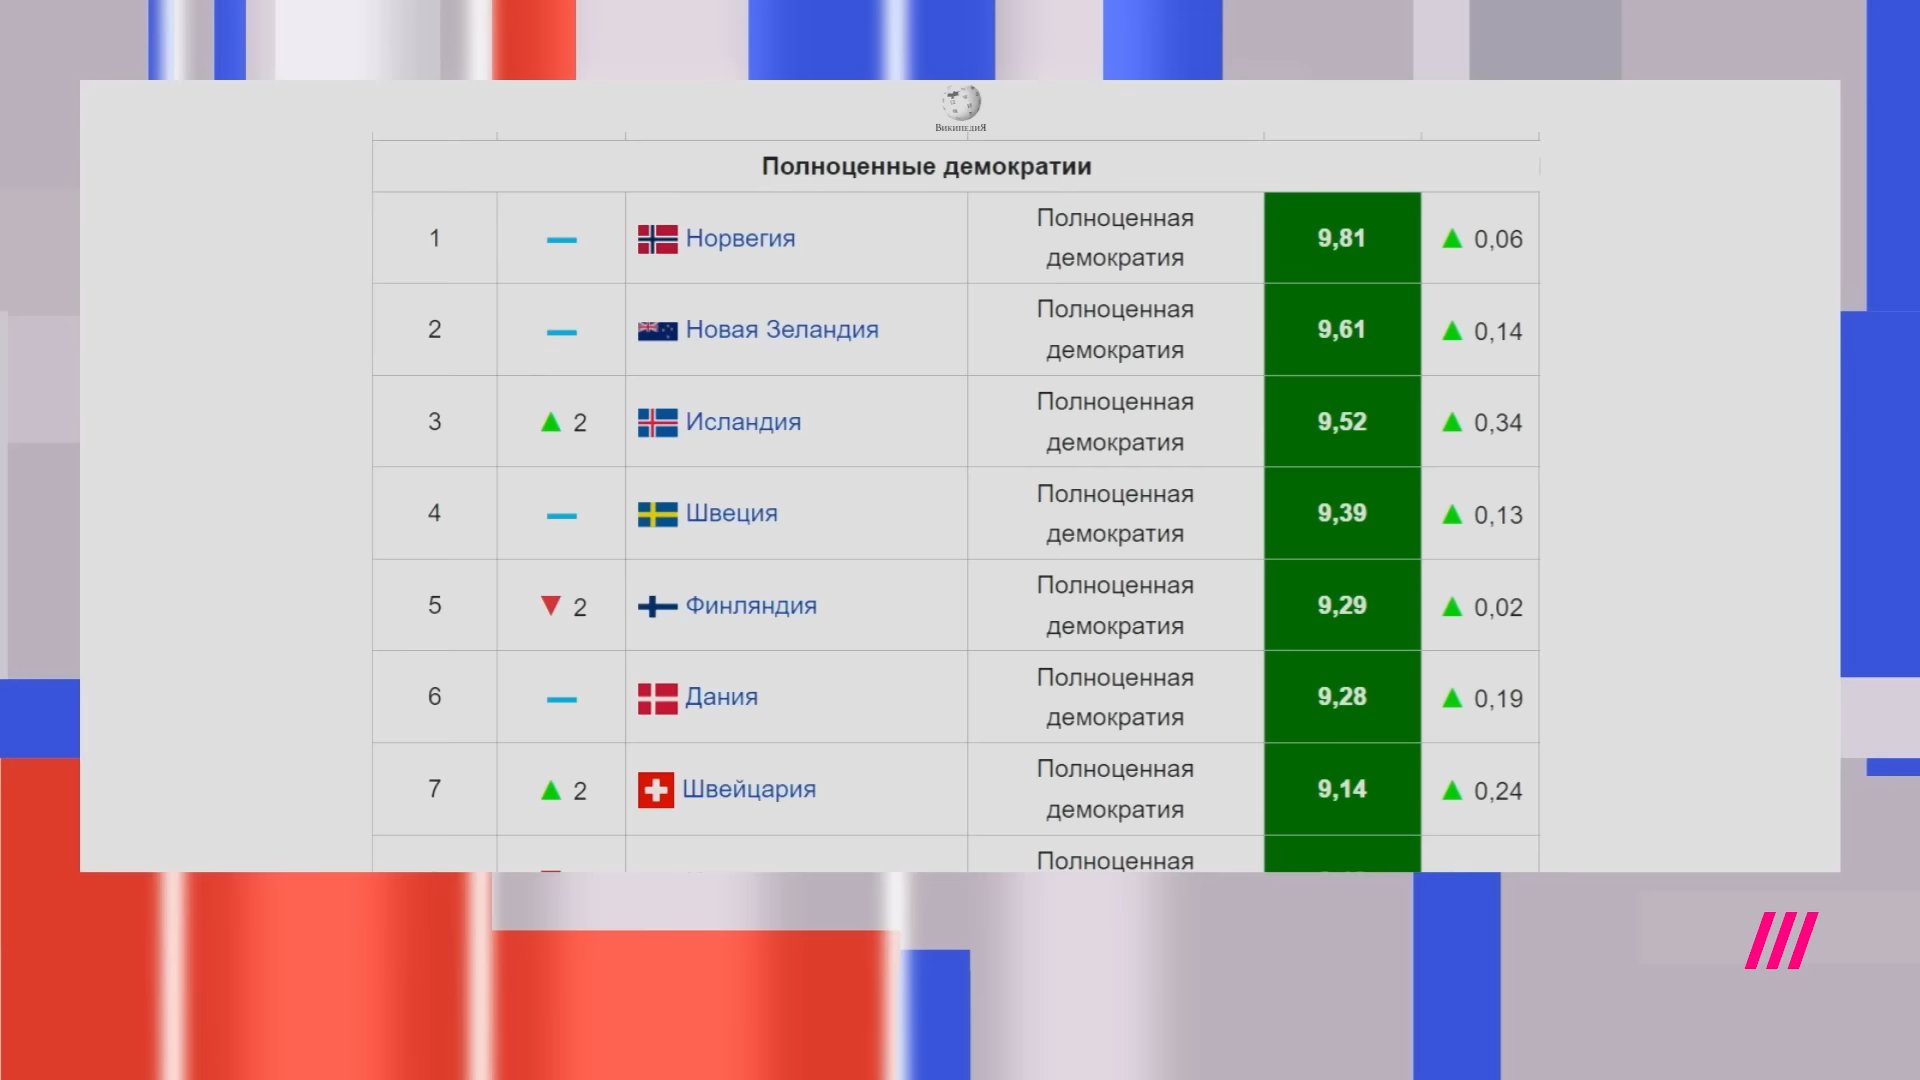 ВикипедиЯ
Полноценные демократии
1 Норвегия Полноценная демократия 9,81 0,06
2 Новая Зеландия Полноценная демократия 9,61 0,14
3 2 Исландия Полноценная демократия 9,52 0,34
4 Швеция Полноценная демократия 9,39 0,13
5 2 Финляндия Полноценная демократия 9,29 0,02
6 Дания Полноценная демократия 9,28 0,19
7 2 Швейцария Полноценная демократия 9,14 0,24
Полноценная